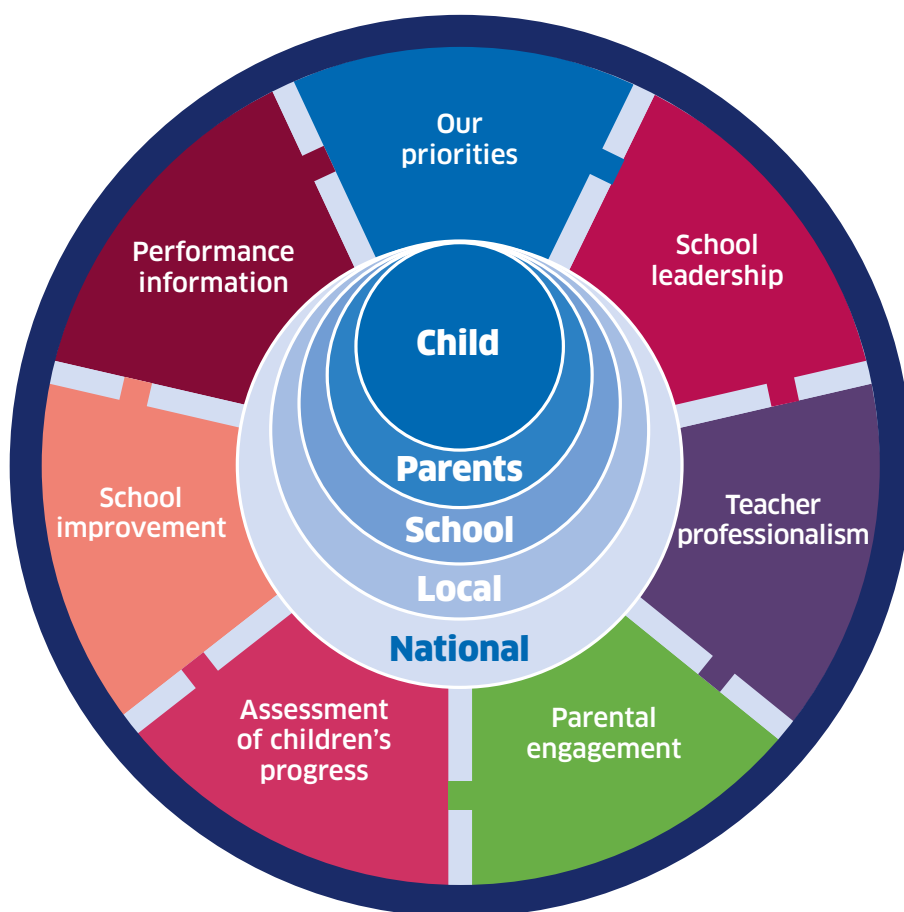 Our
priorities
School
leadership
Teacher
professionalism
Parental
engagement
Assessment
of children's
progress
School
improvement
Performance
information
Child
Parents
School
Local
National